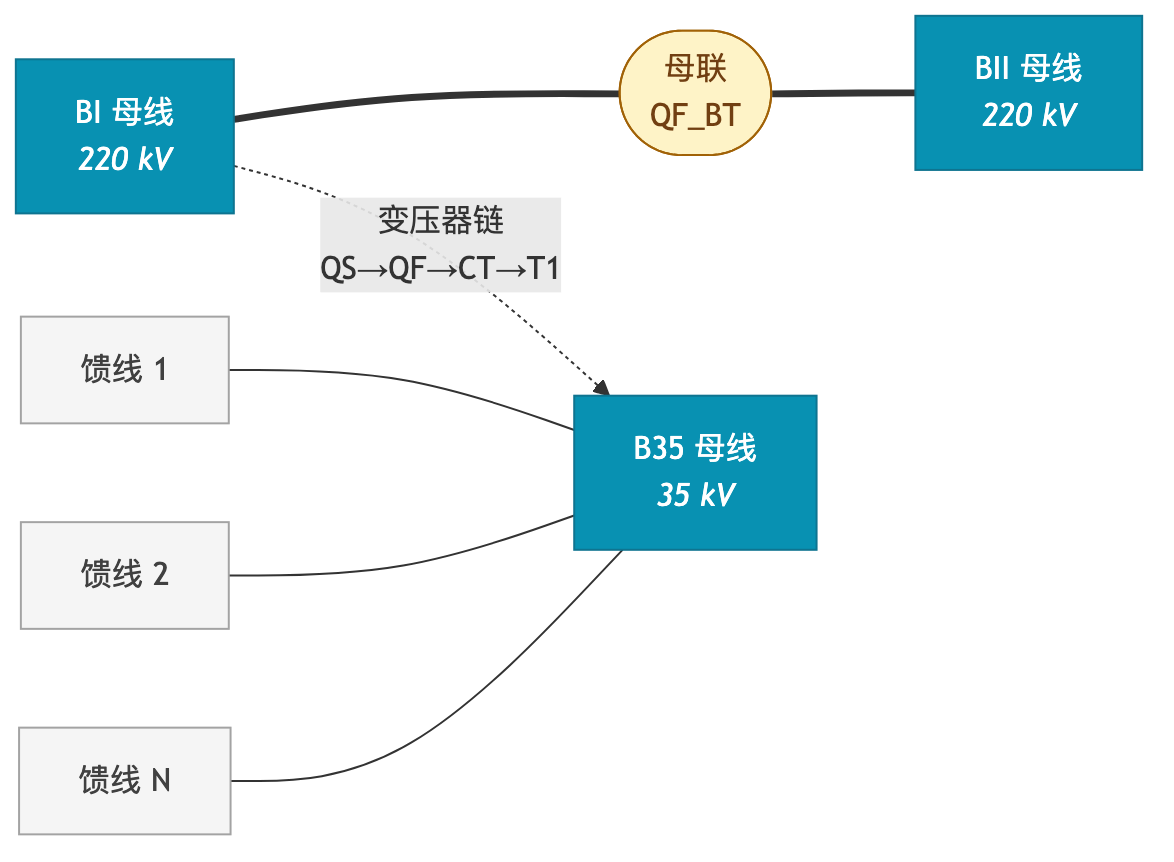 BI 母线
220 kV
母联
QF_BT
BII 母线
220 kV
变压器链
QS→QF→CT→T1
馈线 1
B35 母线
35 kV
馈线 2
馈线 N